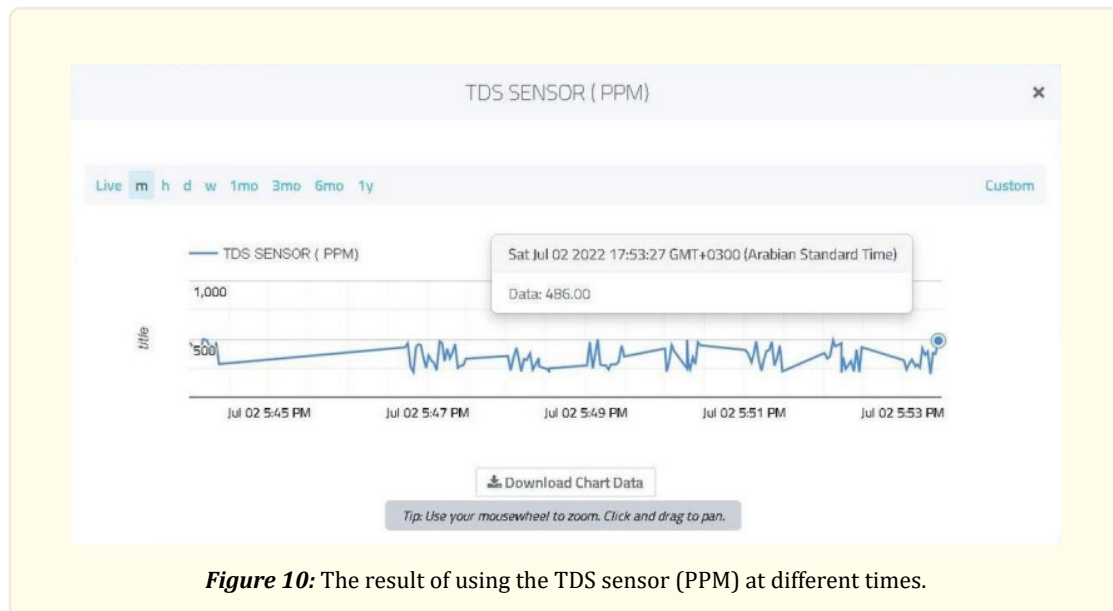 TDS SENSOR ( PPM)
×
Live m h d w 1mo 3mo 6mo 1y Custom
TDS SENSOR ( PPM)
Sat Jul 02 2022 17:53:27 GMT+0300 (Arabian Standard Time)
Data: 486.00
1,000
title
500
Jul 02 5:45 PM Jul 02 5:47 PM Jul 02 5:49 PM Jul 02 5:51 PM Jul 02 5:53 PM
Download Chart Data
Tip: Use your mousewheel to zoom. Click and drag to pan.
Figure 10: The result of using the TDS sensor (PPM) at different times.